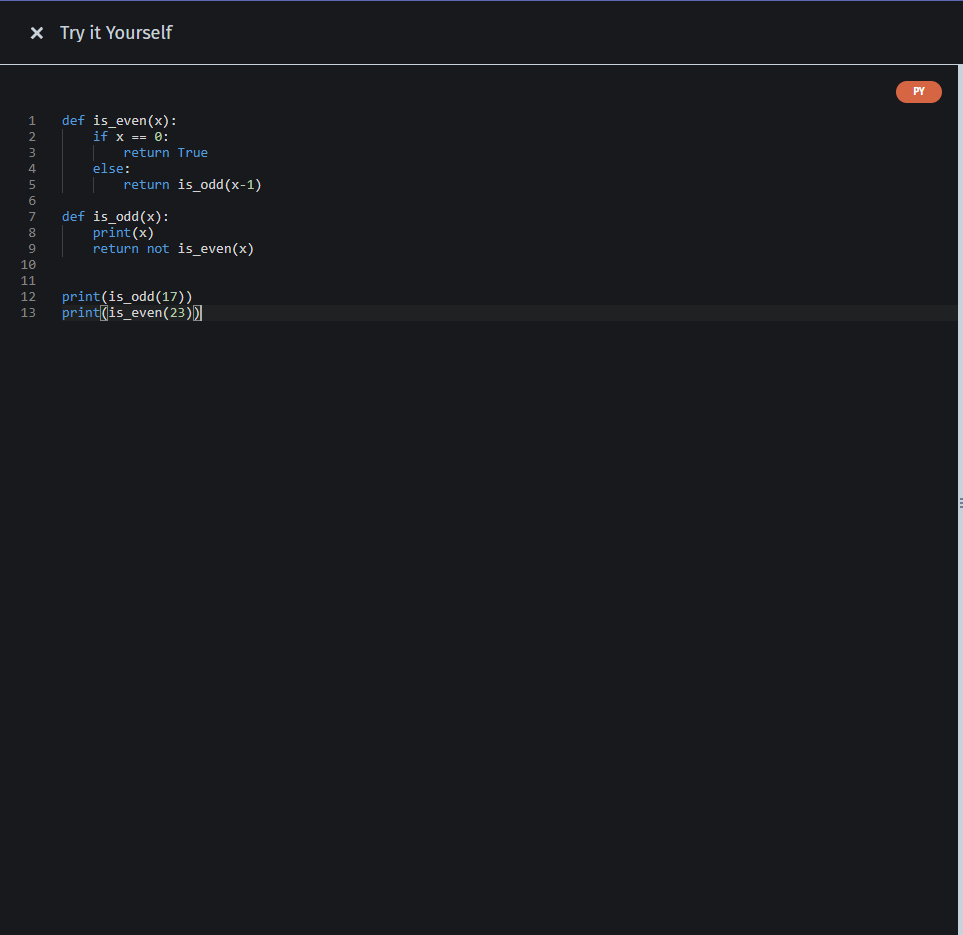 × Try it Yourself
PY
1 def is_even(x):
2     if x == 0:
3         return True
4     else:
5         return is_odd(x-1)
6
7 def is_odd(x):
8     print(x)
9     return not is_even(x)
10
11
12 print(is_odd(17))
13 print(is_even(23))